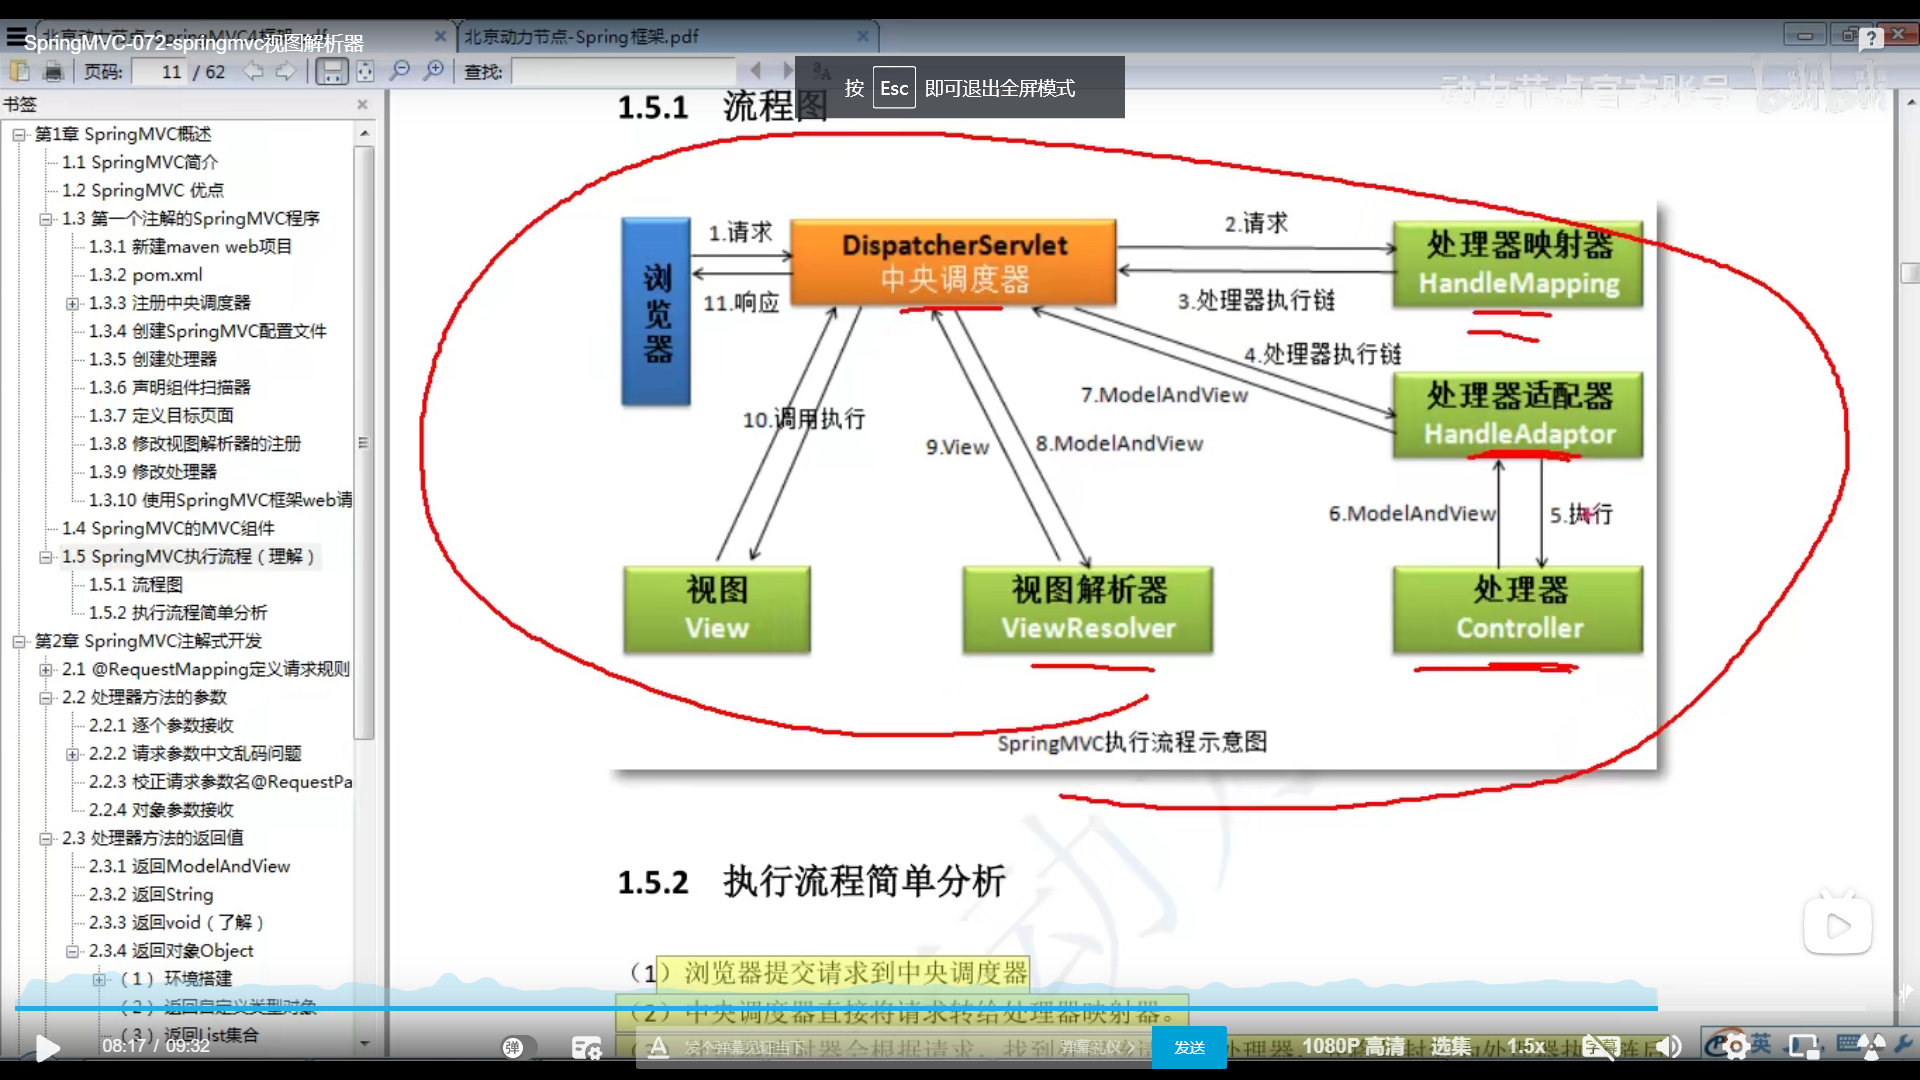 SpringMVC-072-springmvc视图解析器
北京动力节点-Spring框架.pdf
页码: 11 / 62 查找:
按 Esc 即可退出全屏模式
动力节点官方账号 bilibili
书签
第1章 SpringMVC概述
1.1 SpringMVC简介
1.2 SpringMVC 优点
1.3 第一个注解的SpringMVC程序
1.3.1 新建maven web项目
1.3.2 pom.xml
1.3.3 注册中央调度器
1.3.4 创建SpringMVC配置文件
1.3.5 创建处理器
1.3.6 声明组件扫描器
1.3.7 定义目标页面
1.3.8 修改视图解析器的注册
1.3.9 修改处理器
1.3.10 使用SpringMVC框架web请
1.4 SpringMVC的MVC组件
1.5 SpringMVC执行流程（理解）
1.5.1 流程图
1.5.2 执行流程简单分析
第2章 SpringMVC注解式开发
2.1 @RequestMapping定义请求规则
2.2 处理器方法的参数
2.2.1 逐个参数接收
2.2.2 请求参数中文乱码问题
2.2.3 校正请求参数名@RequestPa
2.2.4 对象参数接收
2.3 处理器方法的返回值
2.3.1 返回ModelAndView
2.3.2 返回String
2.3.3 返回void（了解）
2.3.4 返回对象Object
（1）环境搭建
（2）返回自定义类型对象
（3）返回List集合
1.5.1 流程图
浏览器
1.请求
11.响应
DispatcherServlet
中央调度器
2.请求
3.处理器执行链
处理器映射器
HandleMapping
4.处理器执行链
7.ModelAndView
处理器适配器
HandleAdaptor
10.调用执行
9.View
8.ModelAndView
6.ModelAndView
5.执行
视图
View
视图解析器
ViewResolver
处理器
Controller
SpringMVC执行流程示意图
1.5.2 执行流程简单分析
（1）浏览器提交请求到中央调度器
（2）中央调度器直接将请求转给处理器映射器。
08:17 / 09:32
弹
发个弹幕见证当下
弹幕礼仪 >
发送
1080P 高清
选集
1.5x
字幕
英